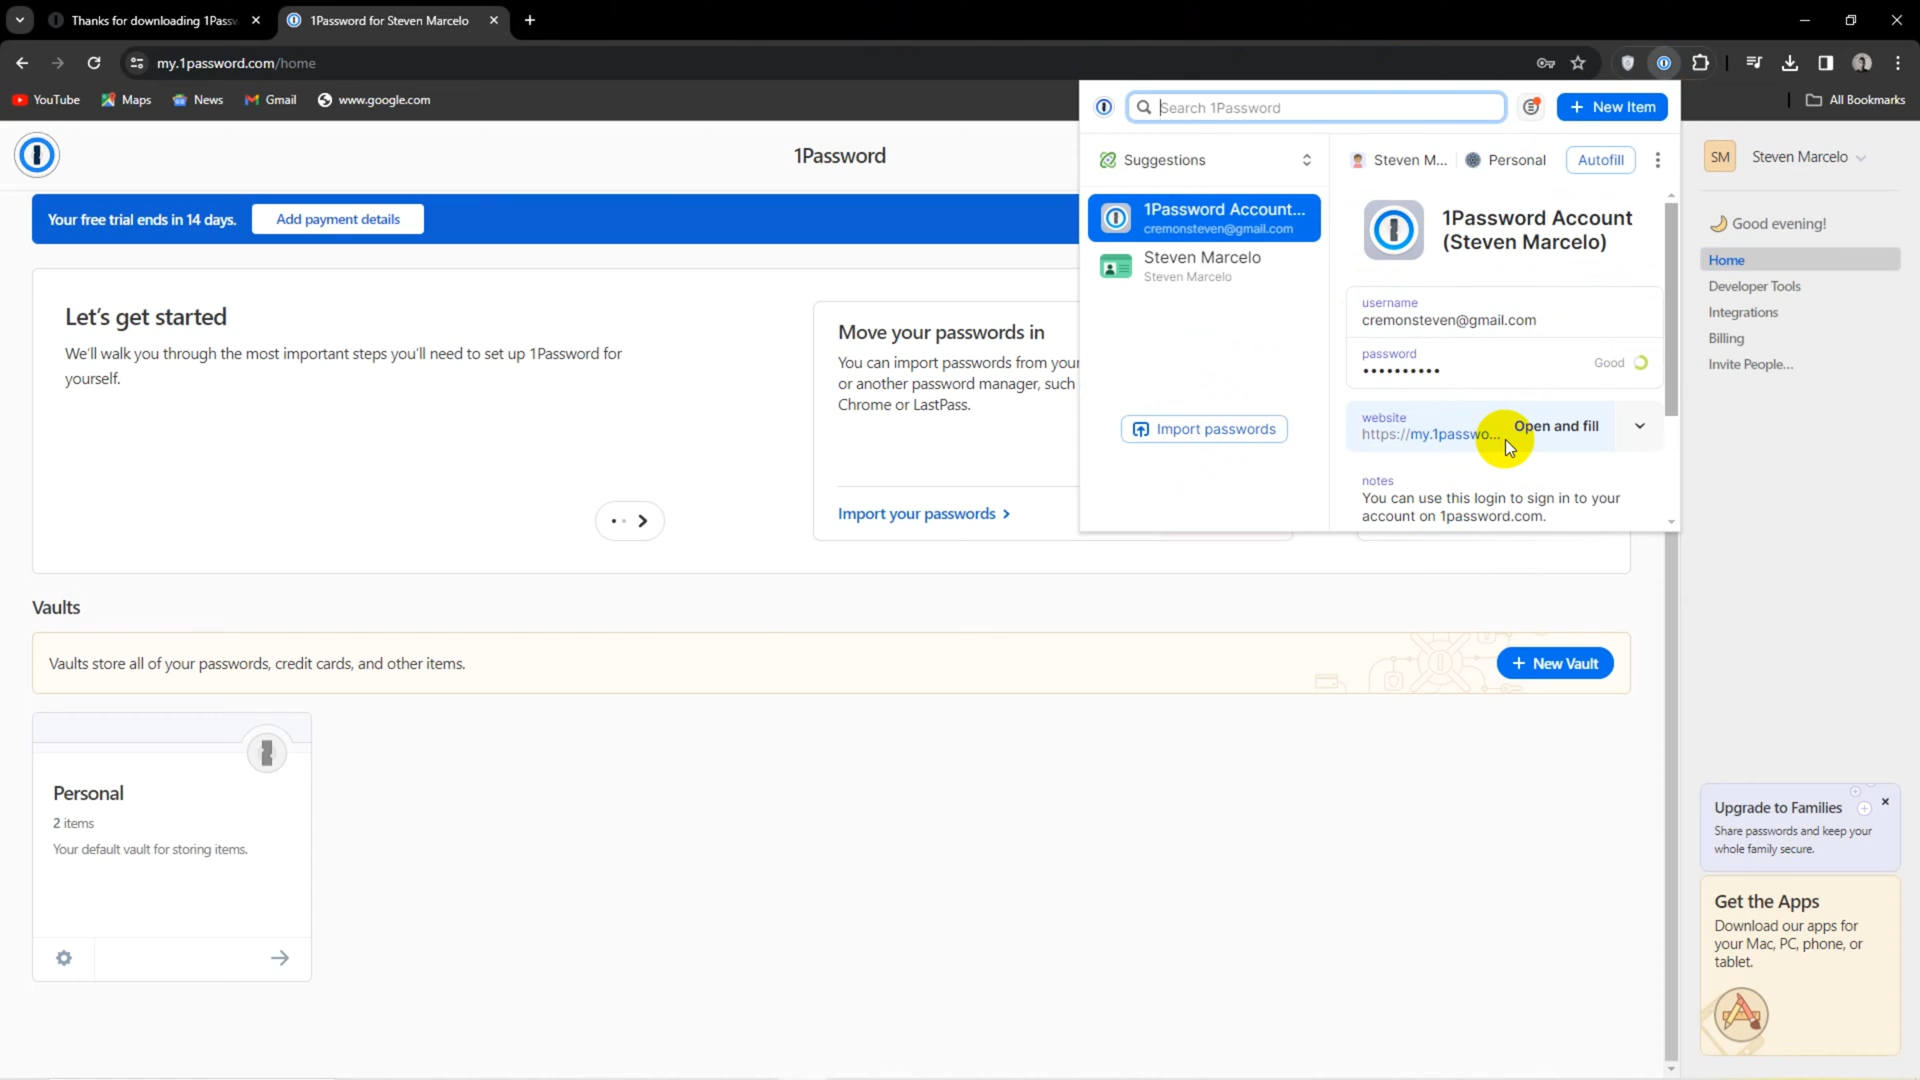 Thanks for downloading 1Passw
1Password for Steven Marcelo
my.1password.com/home
YouTube
Maps
News
Gmail
www.google.com
All Bookmarks
1Password
Your free trial ends in 14 days.
Add payment details
Let's get started
We'll walk you through the most important steps you'll need to set up 1Password for
yourself.
Move your passwords in
You can import passwords from your
or another password manager, such
Chrome or LastPass.
Import your passwords
Search 1Password
New Item
Suggestions
1Password Account...
cremonsteven@gmail.com
Steven Marcelo
Steven Marcelo
Import passwords
Steven M...
Personal
Autofill
1Password Account
(Steven Marcelo)
username
cremonsteven@gmail.com
password
••••••••••
Good
website
https://my.1passwo...
Open and fill
notes
You can use this login to sign in to your
account on 1password.com.
SM
Steven Marcelo
Good evening!
Home
Developer Tools
Integrations
Billing
Invite People...
Vaults
Vaults store all of your passwords, credit cards, and other items.
New Vault
Personal
2 items
Your default vault for storing items.
Upgrade to Families
Share passwords and keep your
whole family secure.
Get the Apps
Download our apps for
your Mac, PC, phone, or
tablet.